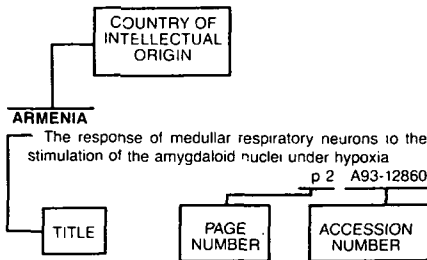 COUNTRY OF
INTELLECTUAL
ORIGIN
ARMENIA
The response of medullar respiratory neurons to the
stimulation of the amygdaloid nuclei under hypoxia
p 2 A93-12860
TITLE
PAGE
NUMBER
ACCESSION
NUMBER